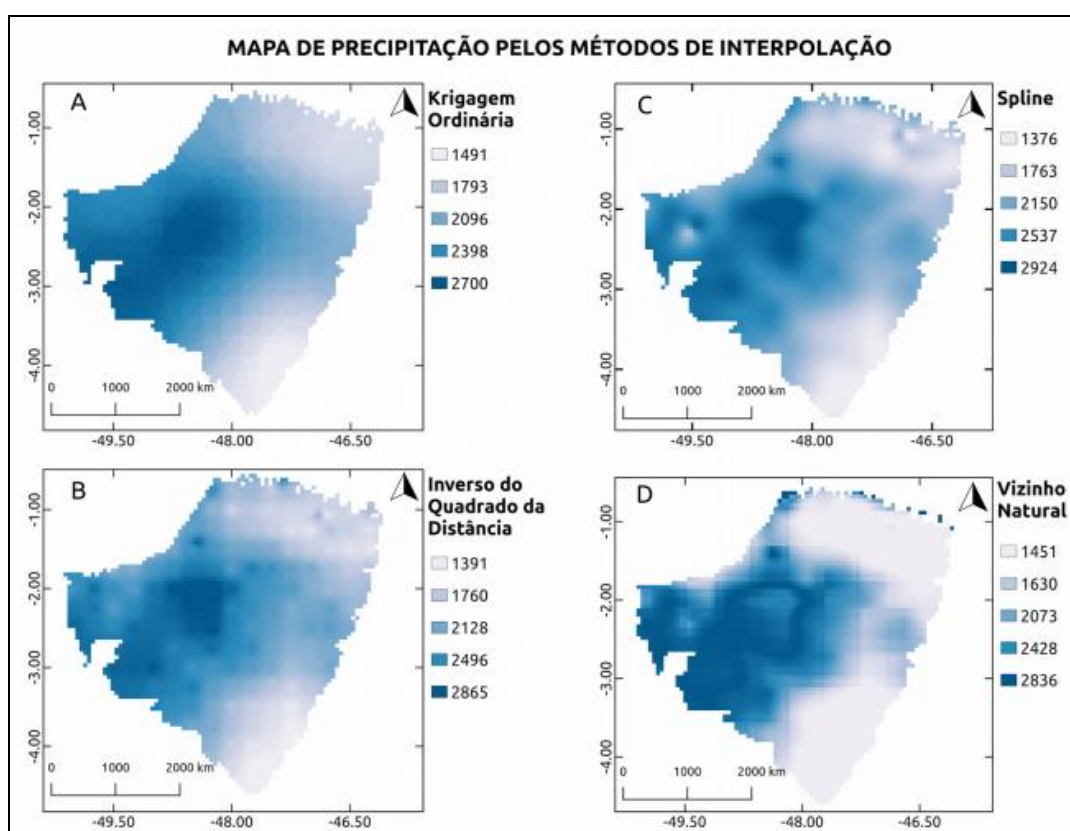 MAPA DE PRECIPITAÇÃO PELOS MÉTODOS DE INTERPOLAÇÃO
A
Krigagem
Ordinária
1491
1793
2096
2398
2700
-1.00
-2.00
-3.00
-4.00
0 1000 2000 km
-49.50 -48.00 -46.50
C
Spline
1376
1763
2150
2537
2924
-1.00
-2.00
-3.00
-4.00
0 1000 2000 km
-49.50 -48.00 -46.50
B
Inverso do
Quadrado da
Distância
1391
1760
2128
2496
2865
-1.00
-2.00
-3.00
-4.00
0 1000 2000 km
-49.50 -48.00 -46.50
D
Vizinho
Natural
1451
1630
2073
2428
2836
-1.00
-2.00
-3.00
-4.00
0 1000 2000 km
-49.50 -48.00 -46.50